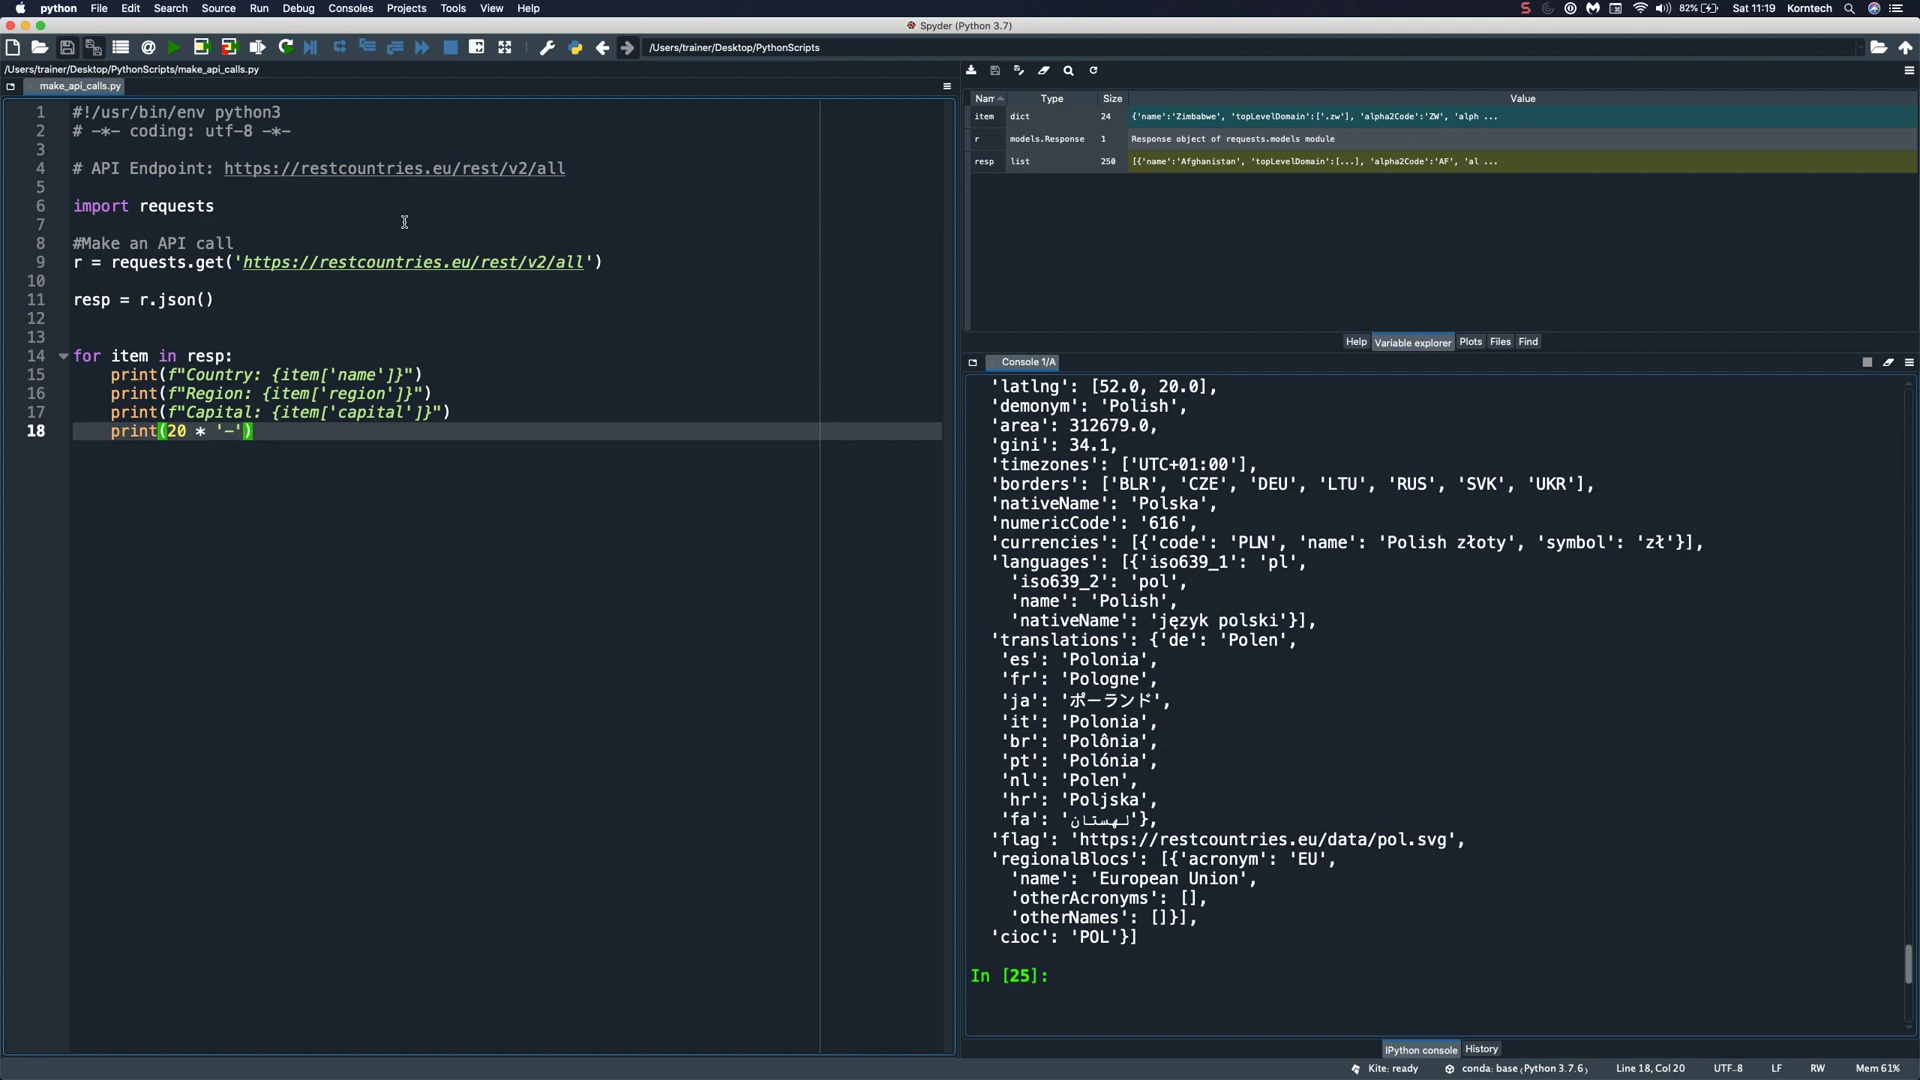 python File Edit Search Source Run Debug Consoles Projects Tools View Help 82% Sat 11:19 Korntech
Spyder (Python 3.7)
/Users/trainer/Desktop/PythonScripts
/Users/trainer/Desktop/PythonScripts/make_api_calls.py
make_api_calls.py
1 #!/usr/bin/env python3
2 # -*- coding: utf-8 -*-
3
4 # API Endpoint: https://restcountries.eu/rest/v2/all
5
6 import requests
7
8 #Make an API call
9 r = requests.get('https://restcountries.eu/rest/v2/all')
10
11 resp = r.json()
12
13
14 for item in resp:
15 print(f"Country: {item['name']}")
16 print(f"Region: {item['region']}")
17 print(f"Capital: {item['capital']}")
18 print(20 * '-')
Nam Type Size Value
item dict 24 {'name':'Zimbabwe', 'topLevelDomain':['.zw'], 'alpha2Code':'ZW', 'alph ...
r models.Response 1 Response object of requests.models module
resp list 250 [{'name':'Afghanistan', 'topLevelDomain':[...], 'alpha2Code':'AF', 'al ...
Help Variable explorer Plots Files Find
Console 1/A
'latlng': [52.0, 20.0],
'demonym': 'Polish',
'area': 312679.0,
'gini': 34.1,
'timezones': ['UTC+01:00'],
'borders': ['BLR', 'CZE', 'DEU', 'LTU', 'RUS', 'SVK', 'UKR'],
'nativeName': 'Polska',
'numericCode': '616',
'currencies': [{'code': 'PLN', 'name': 'Polish złoty', 'symbol': 'zł'}],
'languages': [{'iso639_1': 'pl',
'iso639_2': 'pol',
'name': 'Polish',
'nativeName': 'język polski'}],
'translations': {'de': 'Polen',
'es': 'Polonia',
'fr': 'Pologne',
'ja': 'ポーランド',
'it': 'Polonia',
'br': 'Polônia',
'pt': 'Polónia',
'nl': 'Polen',
'hr': 'Poljska',
'fa': 'لهستان'},
'flag': 'https://restcountries.eu/data/pol.svg',
'regionalBlocs': [{'acronym': 'EU',
'name': 'European Union',
'otherAcronyms': [],
'otherNames': []}],
'cioc': 'POL'}]
In [25]:
IPython console History
Kite: ready conda: base (Python 3.7.6) Line 18, Col 20 UTF-8 LF RW Mem 61%